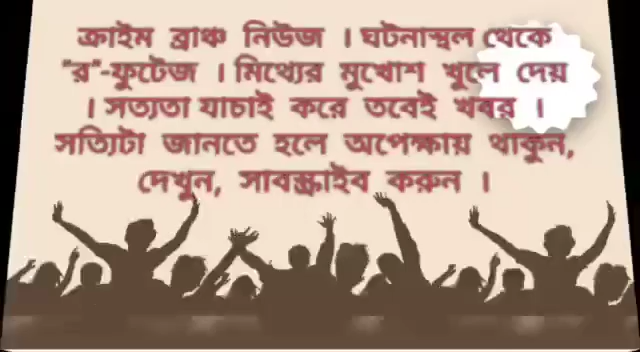 ক্রাইম ব্রাঞ্চ নিউজ । ঘটনাস্থল থেকে
"র"-ফুটেজ । মিথ্যের মুখোশ খুলে দেয়
। সত্যতা যাচাই করে তবেই খবর ।
সত্যিটা জানতে হলে অপেক্ষায় থাকুন,
দেখুন, সাবস্ক্রাইব করুন ।